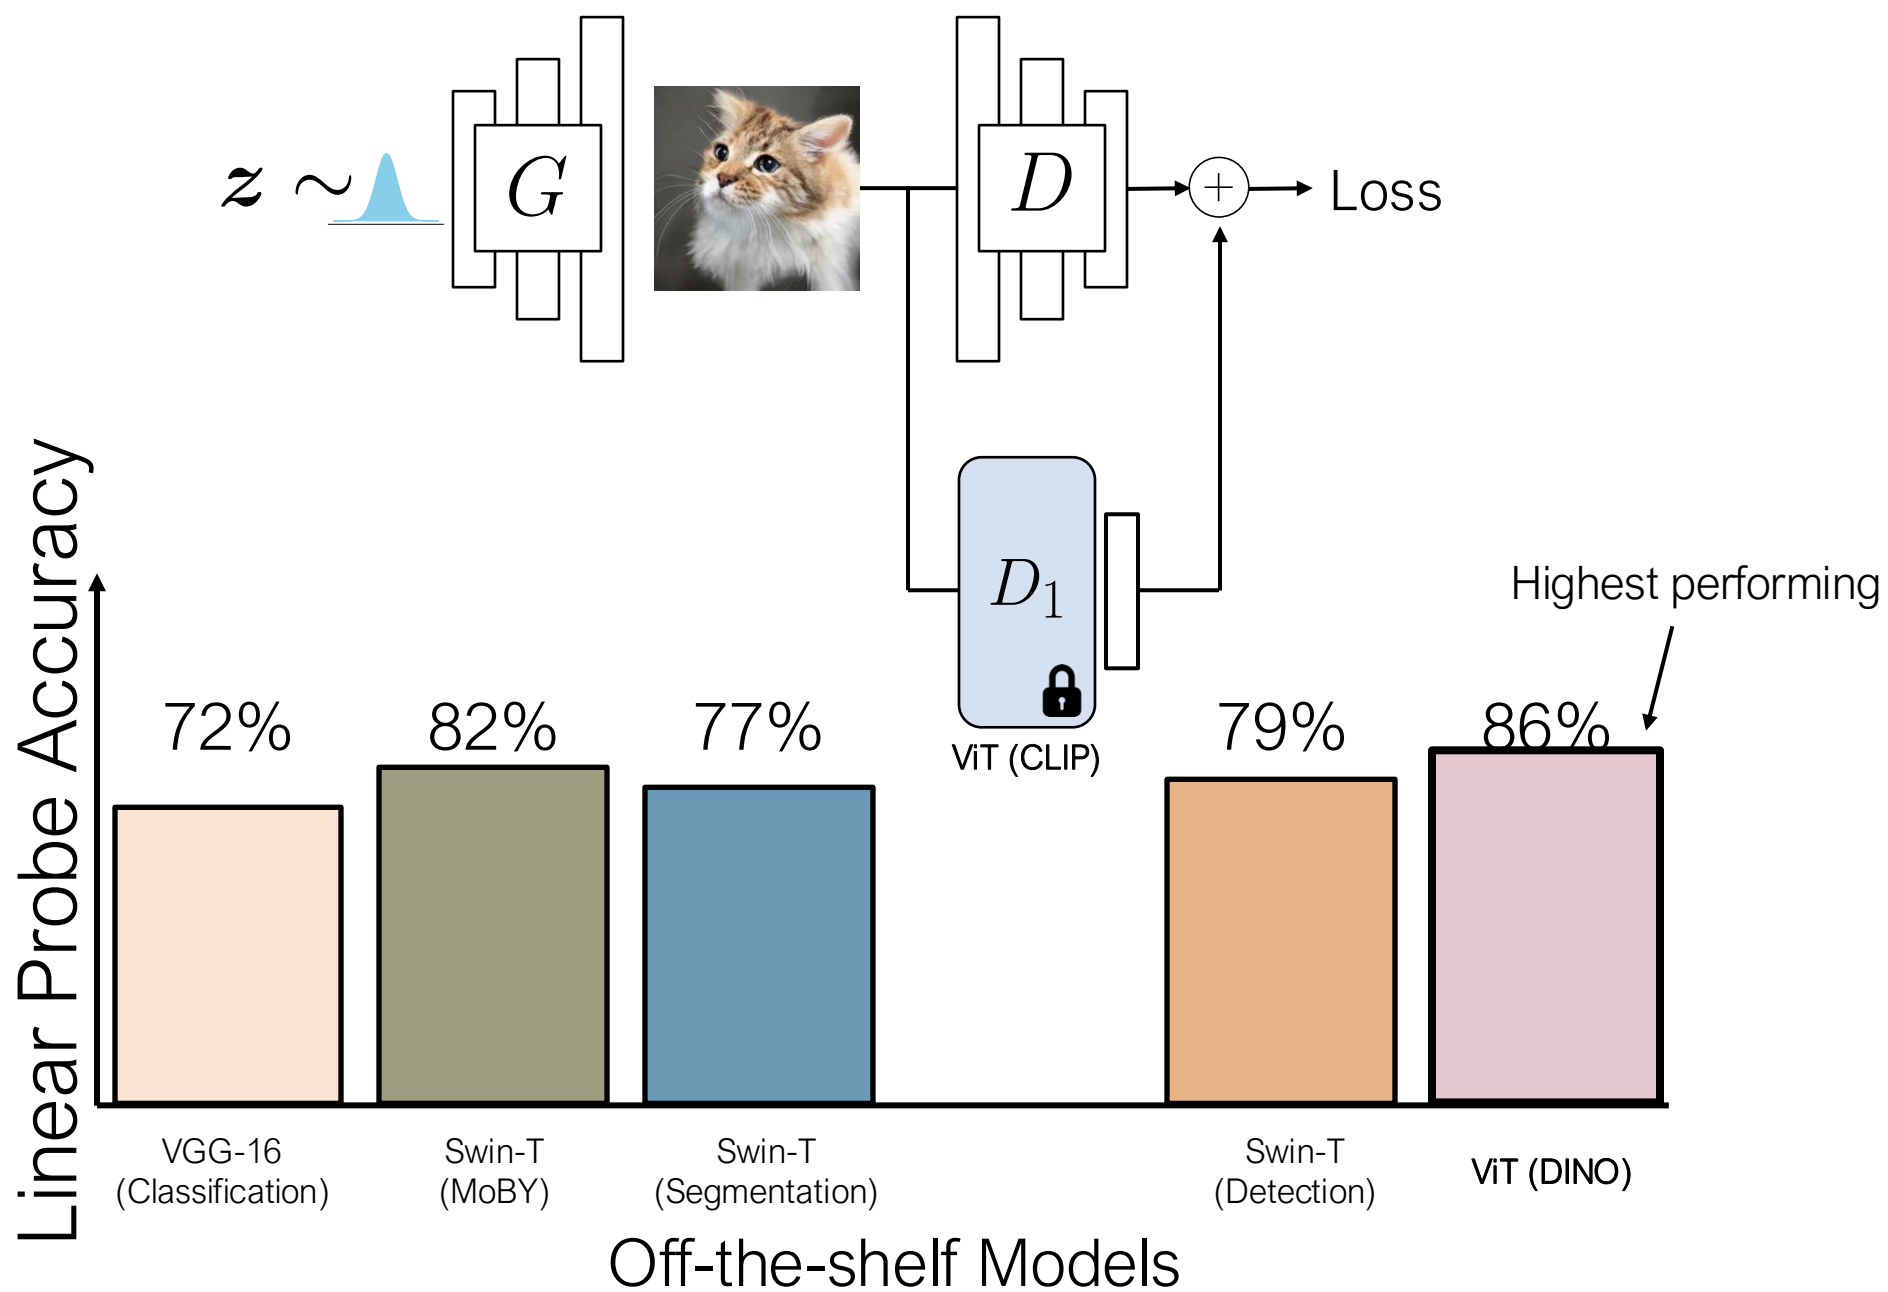 z ∼
G
D
+
Loss
D₁
ViT (CLIP)
Highest performing
Linear Probe Accuracy
72%
82%
77%
79%
86%
VGG-16
(Classification)
Swin-T
(MoBY)
Swin-T
(Segmentation)
Swin-T
(Detection)
ViT (DINO)
Off-the-shelf Models